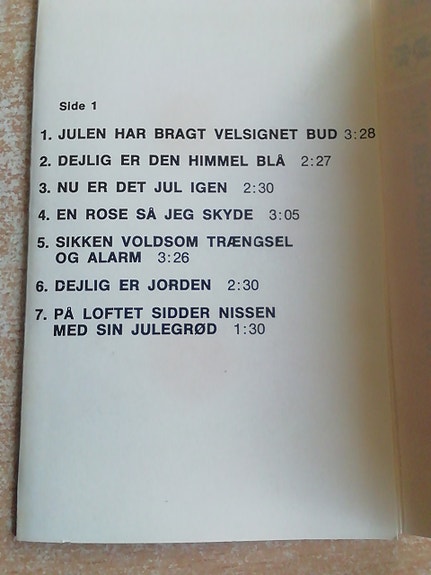 Side 1
1. JULEN HAR BRAGT VELSIGNET BUD 3:28
2. DEJLIG ER DEN HIMMEL BLÅ 2:27
3. NU ER DET JUL IGEN 2:30
4. EN ROSE SÅ JEG SKYDE 3:05
5. SIKKEN VOLDSOM TRÆNGSEL
OG ALARM 3:26
6. DEJLIG ER JORDEN 2:30
7. PÅ LOFTET SIDDER NISSEN
MED SIN JULEGRØD 1:30